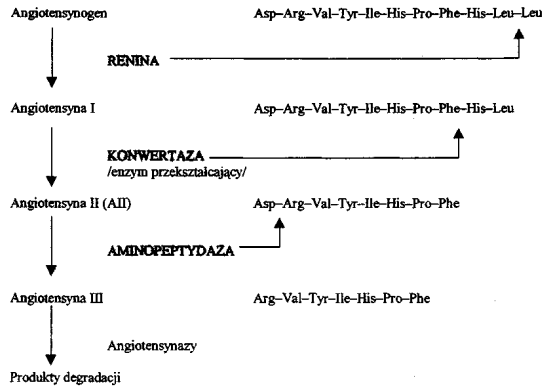 Angiotensynogen Asp–Arg–Val–Tyr–Ile–His–Pro–Phe–His–Leu–Leu
RENINA
Angiotensyna I Asp–Arg–Val–Tyr–Ile–His–Pro–Phe–His–Leu
KONWERTAZA
/enzym przekształcający/
Angiotensyna II (AII) Asp–Arg–Val–Tyr–Ile–His–Pro–Phe
AMINOPEPTYDAZA
Angiotensyna III Arg–Val–Tyr–Ile–His–Pro–Phe
Angiotensynazy
Produkty degradacji